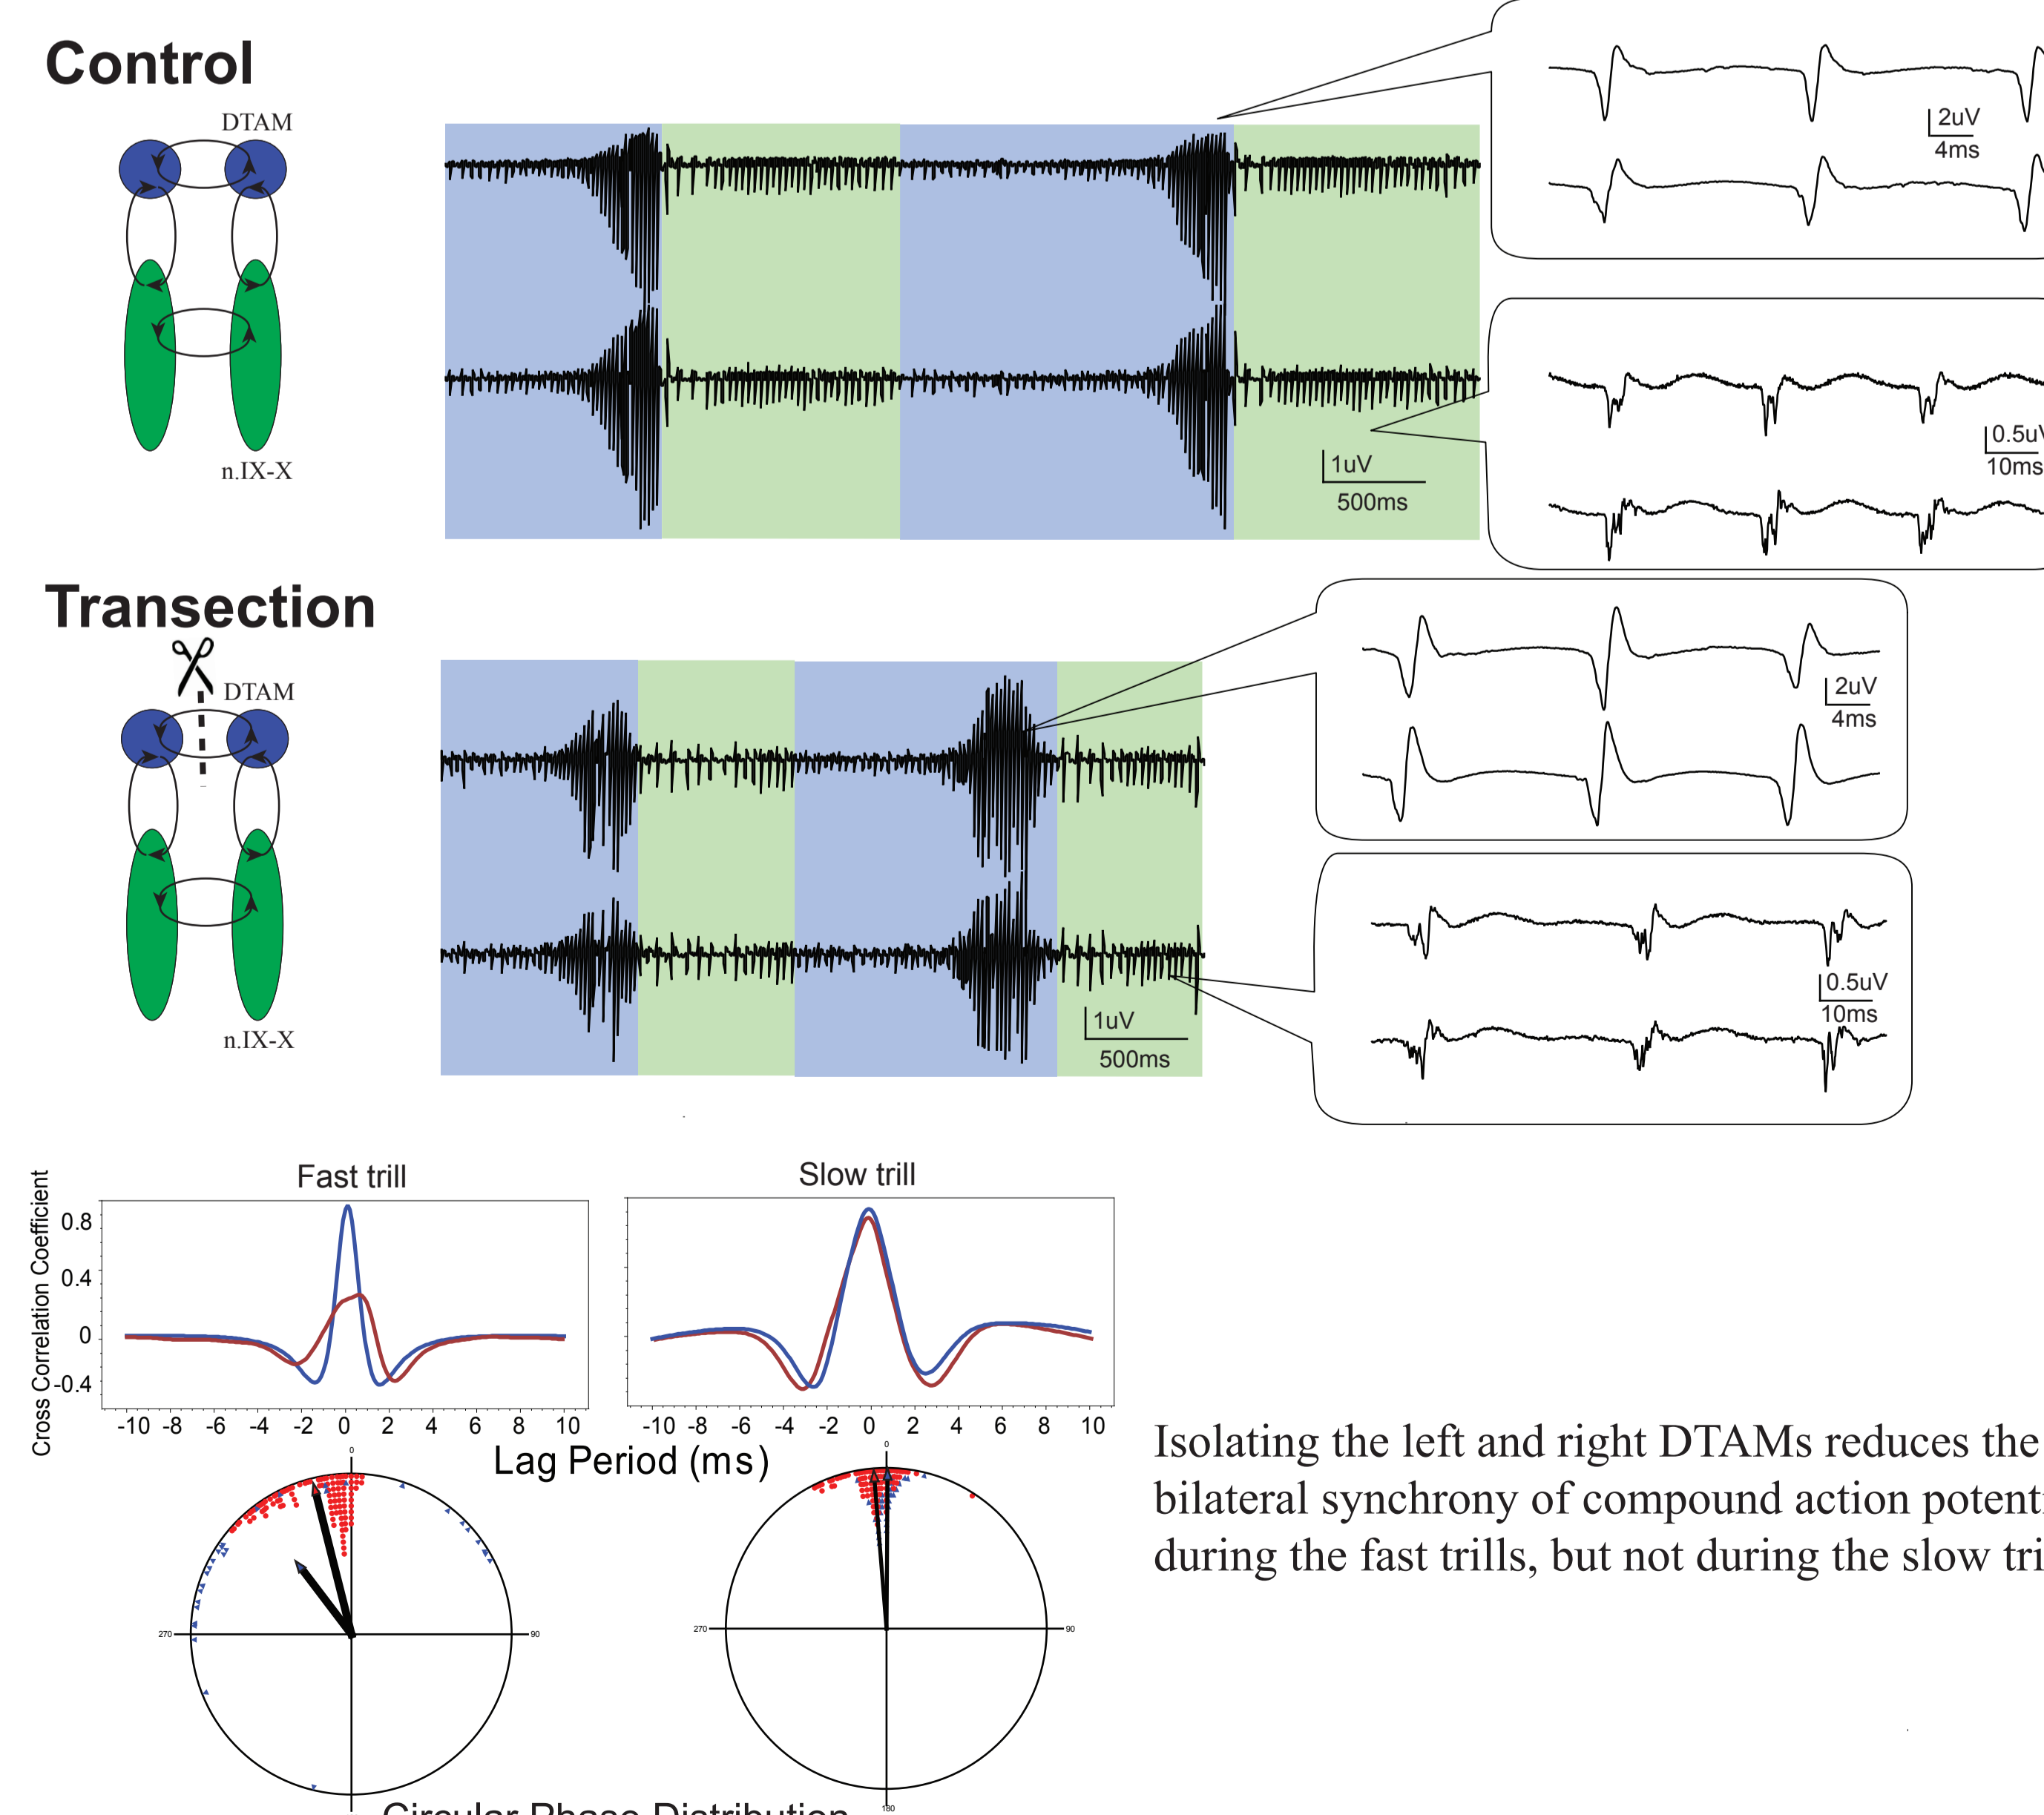 Control
DTAM
n.IX-X
1uV
500ms
2uV
4ms
0.5uV
10ms
Transection
DTAM
n.IX-X
1uV
500ms
2uV
4ms
0.5uV
10ms
Fast trill
Slow trill
Cross Correlation Coefficient
0.8
0.4
0
-0.4
-10 -8 -6 -4 -2 0 2 4 6 8 10
-10 -8 -6 -4 -2 0 2 4 6 8 10
Lag Period (ms)
0
90
270
0
90
180
270
Isolating the left and right DTAMs reduces the
bilateral synchrony of compound action
during the fast trills, but not during the slow
Circular Phase Distribution